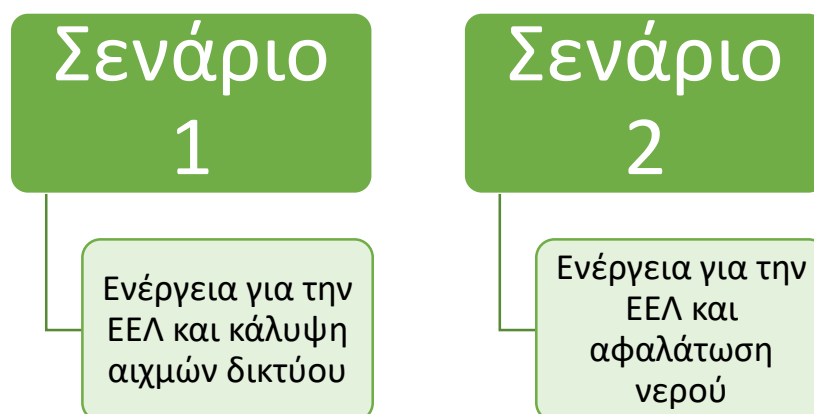 Σενάριο
1
Ενέργεια για την
ΕΕΛ και κάλυψη
αιχμών δικτύου
Σενάριο
2
Ενέργεια για την
ΕΕΛ και
αφαλάτωση
νερού